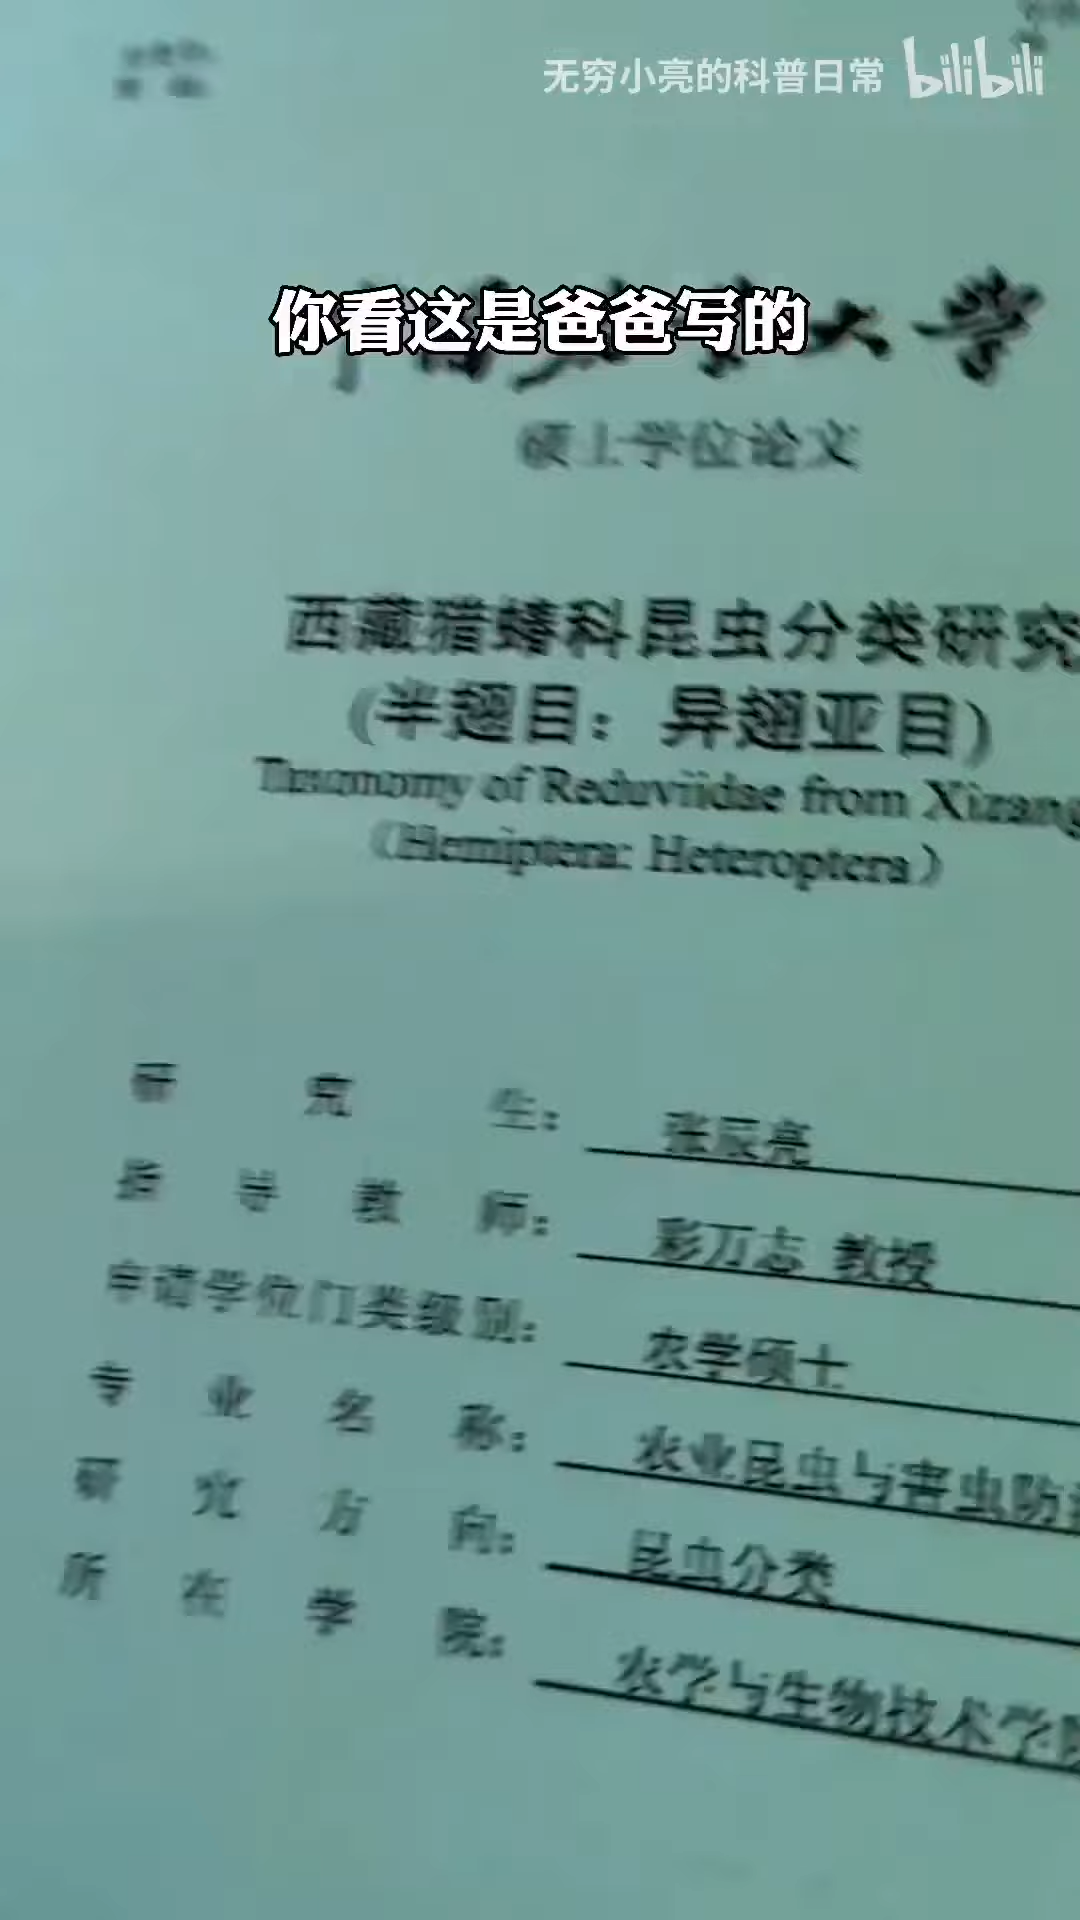 无穷小亮的科普日常 bilibili
你看这是爸爸写的
大学
硕士学位论文
西藏猎蝽科昆虫分类研究
(半翅目：异翅亚目)
Taxonomy of Reduviidae from Xizang
（Hemiptera: Heteroptera）
研究生： 张辰亮
指导教师： 彩万志 教授
申请学位门类级别： 农学硕士
专业名称： 农业昆虫与害虫防
研究方向： 昆虫分类
所在学院： 农学与生物技术学院